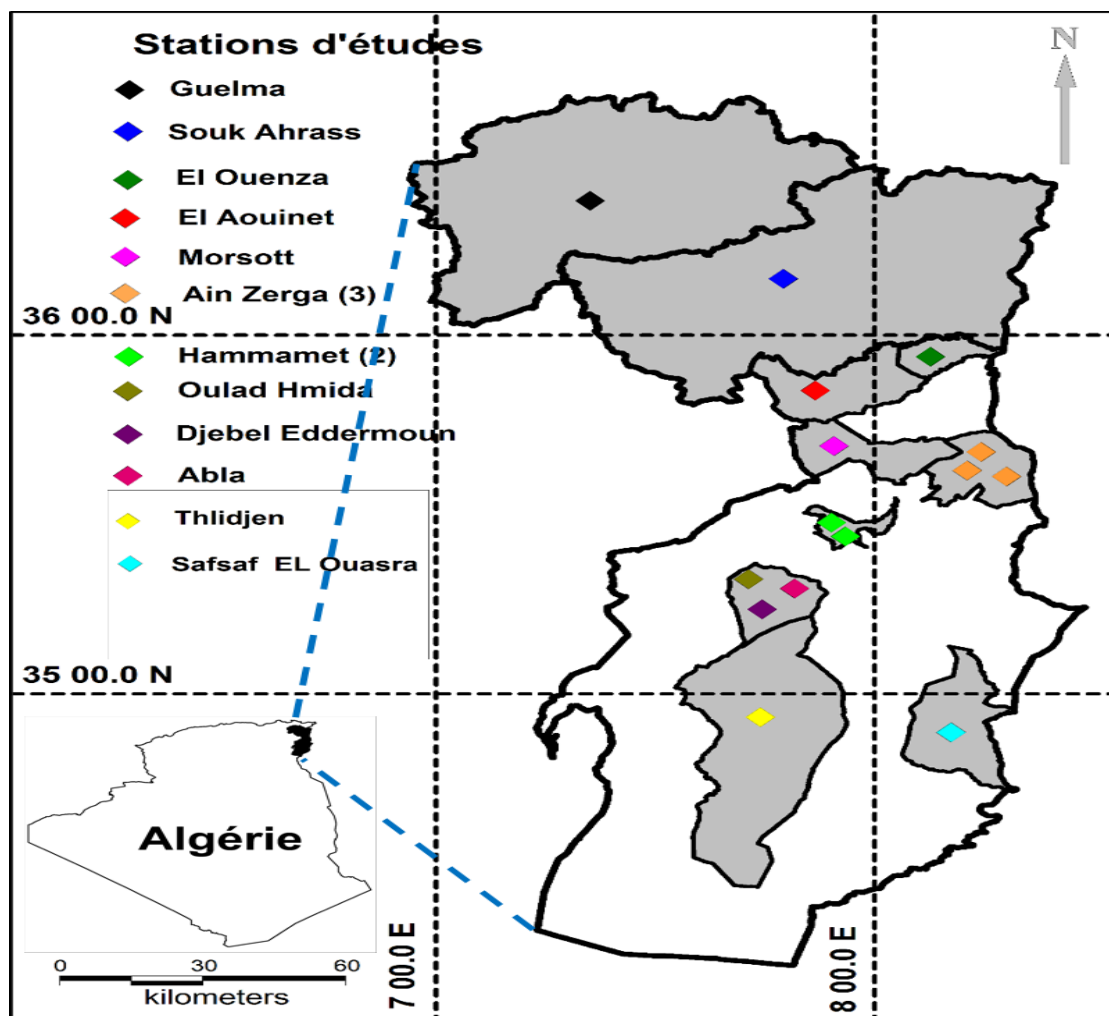 Stations d'études
N
Guelma
Souk Ahrass
El Ouenza
El Aouinet
Morsott
Ain Zerga (3)
36 00.0 N
Hammamet (2)
Oulad Hmida
Djebel Eddermoun
Abla
Thlidjen
Safsaf EL Ouasra
35 00.0 N
Algérie
0 30 60
kilometers
7 00.0 E
8 00.0 E